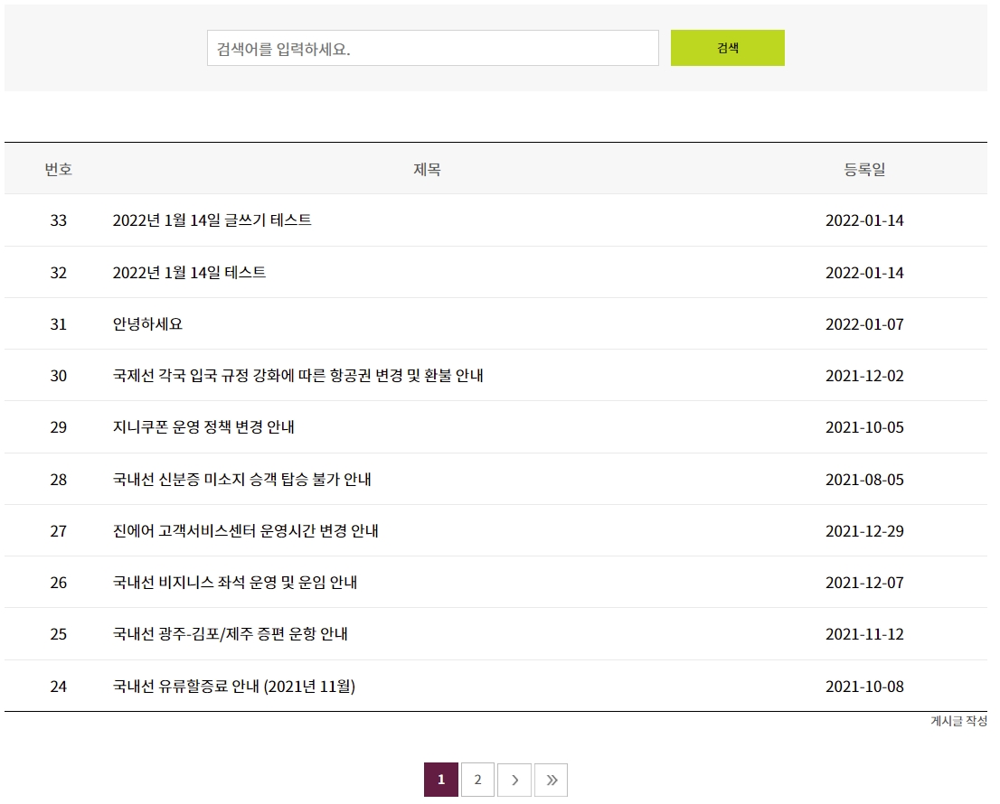 검색어를 입력하세요. 검색
번호 제목 등록일
33 2022년 1월 14일 글쓰기 테스트 2022-01-14
32 2022년 1월 14일 테스트 2022-01-14
31 안녕하세요 2022-01-07
30 국제선 각국 입국 규정 강화에 따른 항공권 변경 및 환불 안내 2021-12-02
29 지니쿠폰 운영 정책 변경 안내 2021-10-05
28 국내선 신분증 미소지 승객 탑승 불가 안내 2021-08-05
27 진에어 고객서비스센터 운영시간 변경 안내 2021-12-29
26 국내선 비지니스 좌석 운영 및 운임 안내 2021-12-07
25 국내선 광주-김포/제주 증편 운항 안내 2021-11-12
24 국내선 유류할증료 안내 (2021년 11월) 2021-10-08
게시글 작성
1 2 > »